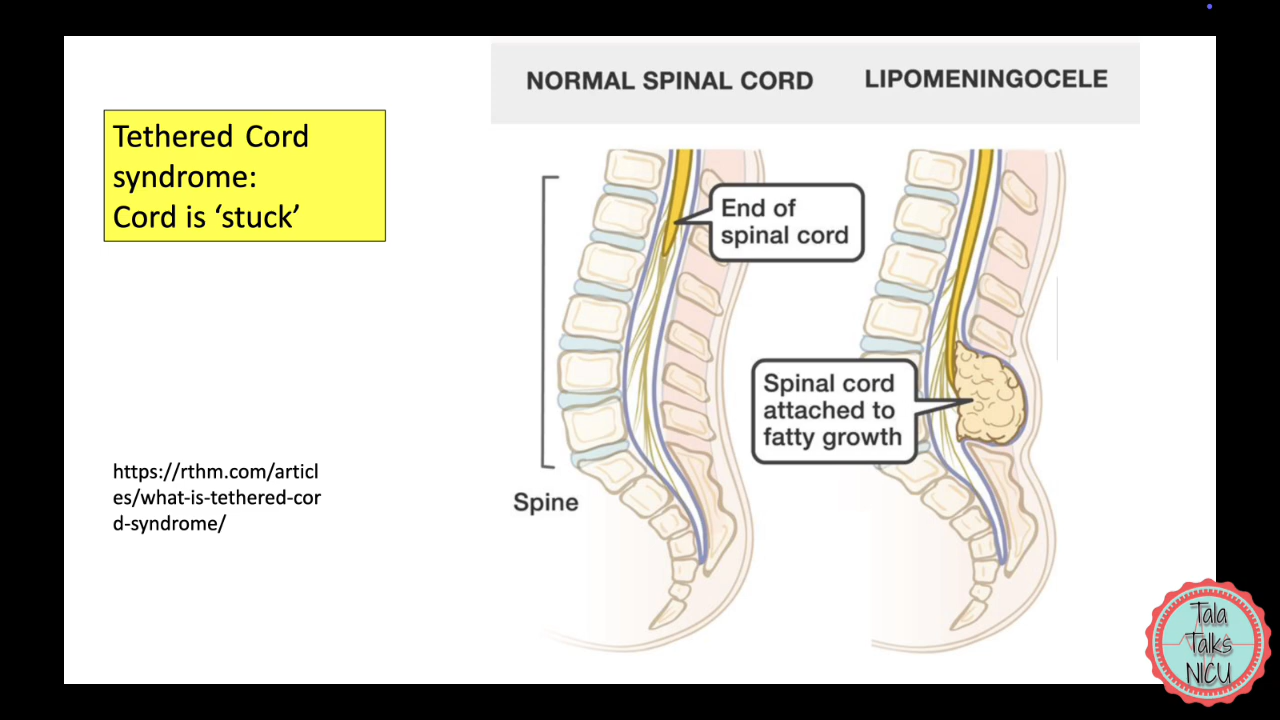 Tethered Cord
syndrome:
Cord is ‘stuck’
https://rthm.com/articl
es/what-is-tethered-cor
d-syndrome/
NORMAL SPINAL CORD
LIPOMENINGOCELE
End of
spinal cord
Spinal cord
attached to
fatty growth
Spine
Tala
Talks
NICU